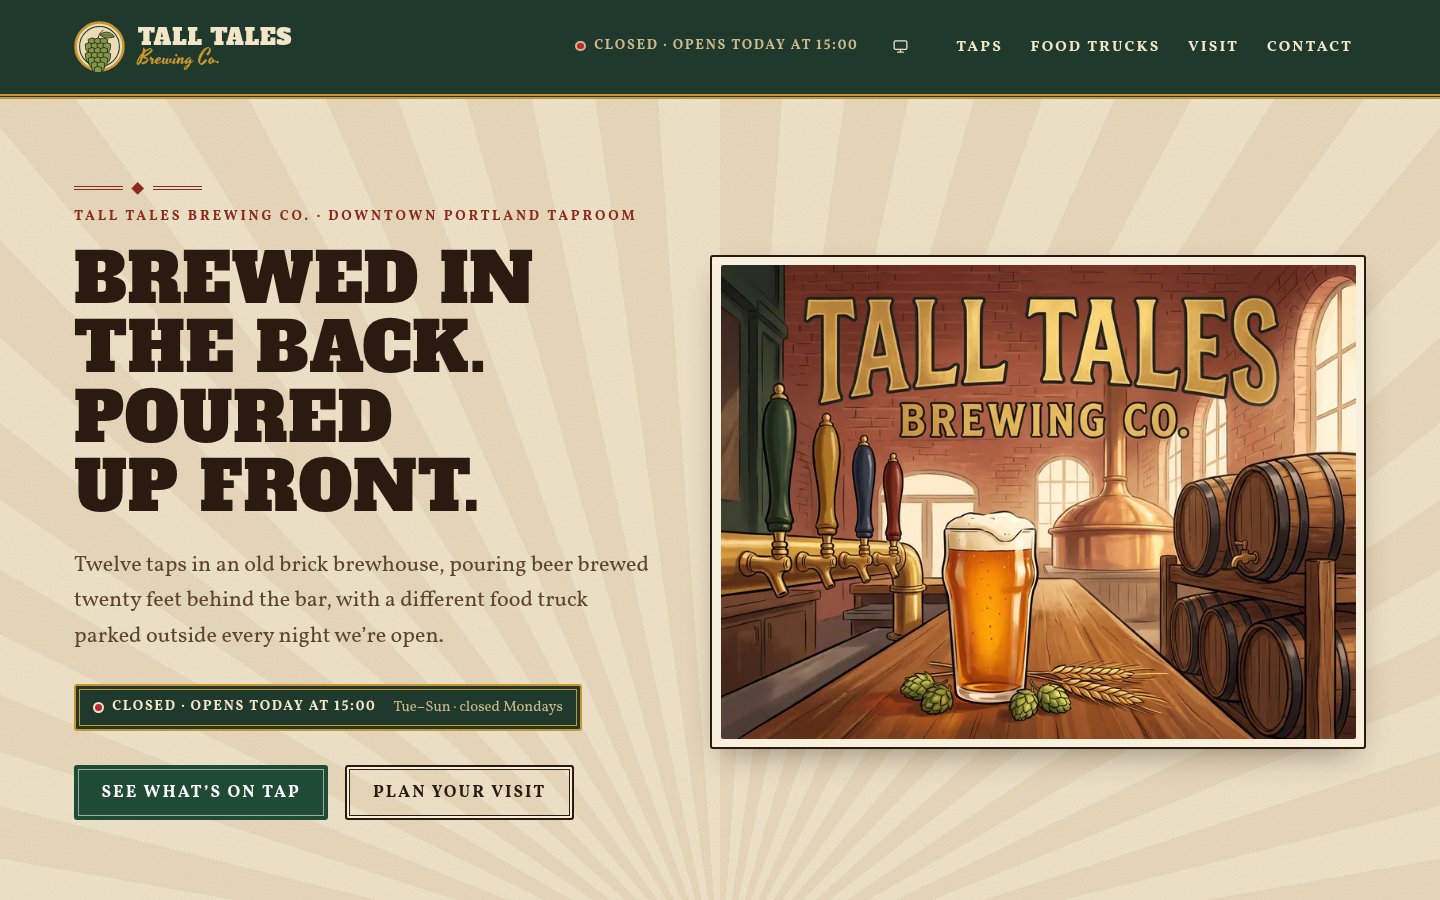 TALL TALES
Brewing Co.
CLOSED · OPENS TODAY AT 15:00
TAPS
FOOD TRUCKS
VISIT
CONTACT
TALL TALES BREWING CO. · DOWNTOWN PORTLAND TAPROOM
BREWED IN
THE BACK.
POURED
UP FRONT.
Twelve taps in an old brick brewhouse, pouring beer brewed
twenty feet behind the bar, with a different food truck
parked outside every night we’re open.
CLOSED · OPENS TODAY AT 15:00 Tue–Sun · closed Mondays
SEE WHAT’S ON TAP
PLAN YOUR VISIT
TALL TALES
BREWING CO.